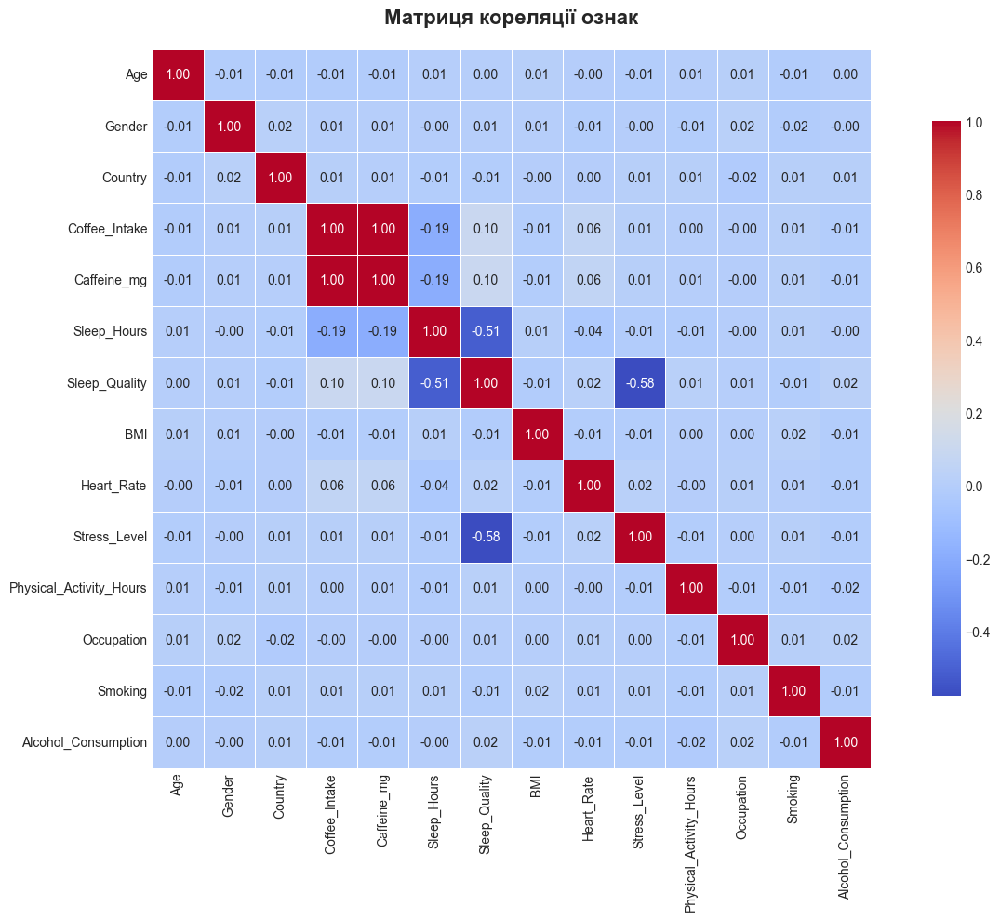 Матриця кореляції ознак
Age 1.00 -0.01 -0.01 -0.01 -0.01 0.01 0.00 0.01 -0.00 -0.01 0.01 0.01 -0.01 0.00
Gender -0.01 1.00 0.02 0.01 0.01 -0.00 0.01 0.01 -0.01 -0.00 -0.01 0.02 -0.02 -0.00
Country -0.01 0.02 1.00 0.01 0.01 -0.01 -0.01 -0.00 0.00 0.01 0.01 -0.02 0.01 0.01
Coffee_Intake -0.01 0.01 0.01 1.00 1.00 -0.19 0.10 -0.01 0.06 0.01 0.00 -0.00 0.01 -0.01
Caffeine_mg -0.01 0.01 0.01 1.00 1.00 -0.19 0.10 -0.01 0.06 0.01 0.01 -0.00 0.01 -0.01
Sleep_Hours 0.01 -0.00 -0.01 -0.19 -0.19 1.00 -0.51 0.01 -0.04 -0.01 -0.01 -0.00 0.01 -0.00
Sleep_Quality 0.00 0.01 -0.01 0.10 0.10 -0.51 1.00 -0.01 0.02 -0.58 0.01 0.01 -0.01 0.02
BMI 0.01 0.01 -0.00 -0.01 -0.01 0.01 -0.01 1.00 -0.01 -0.01 0.00 0.00 0.02 -0.01
Heart_Rate -0.00 -0.01 0.00 0.06 0.06 -0.04 0.02 -0.01 1.00 0.02 -0.00 0.01 0.01 -0.01
Stress_Level -0.01 -0.00 0.01 0.01 0.01 -0.01 -0.58 -0.01 0.02 1.00 -0.01 0.00 0.01 -0.01
Physical_Activity_Hours 0.01 -0.01 0.01 0.00 0.01 -0.01 0.01 0.00 -0.00 -0.01 1.00 -0.01 -0.01 -0.02
Occupation 0.01 0.02 -0.02 -0.00 -0.00 -0.00 0.01 0.00 0.01 0.00 -0.01 1.00 0.01 0.02
Smoking -0.01 -0.02 0.01 0.01 0.01 0.01 -0.01 0.02 0.01 0.01 -0.01 0.01 1.00 -0.01
Alcohol_Consumption 0.00 -0.00 0.01 -0.01 -0.01 -0.00 0.02 -0.01 -0.01 -0.01 -0.02 0.02 -0.01 1.00
Age
Gender
Country
Coffee_Intake
Caffeine_mg
Sleep_Hours
Sleep_Quality
BMI
Heart_Rate
Stress_Level
Physical_Activity_Hours
Occupation
Smoking
Alcohol_Consumption
1.0
0.8
0.6
0.4
0.2
0.0
−0.2
−0.4